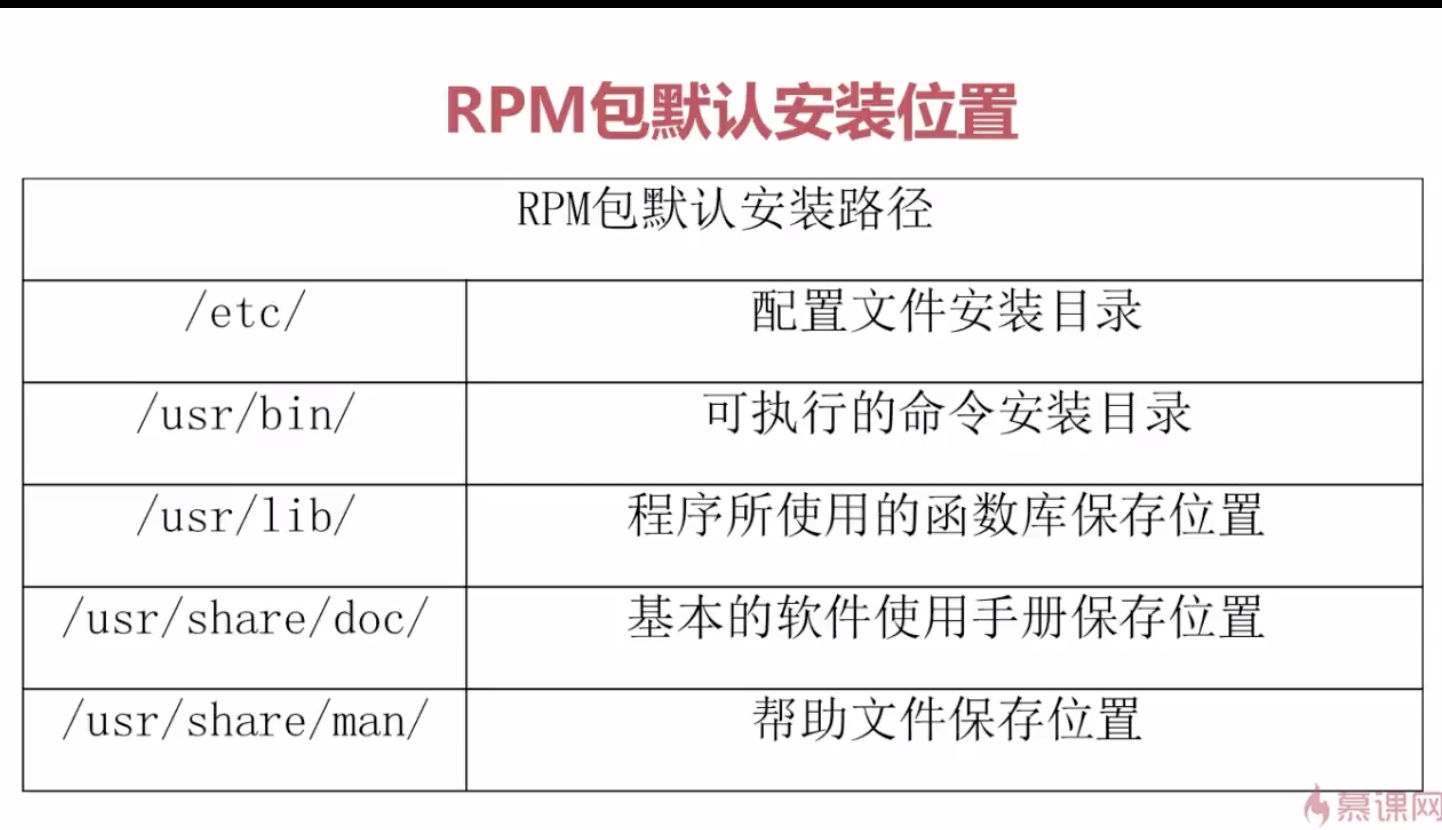 RPM包默认安装位置
RPM包默认安装路径
/etc/ 配置文件安装目录
/usr/bin/ 可执行的命令安装目录
/usr/lib/ 程序所使用的函数库保存位置
/usr/share/doc/ 基本的软件使用手册保存位置
/usr/share/man/ 帮助文件保存位置
慕课网